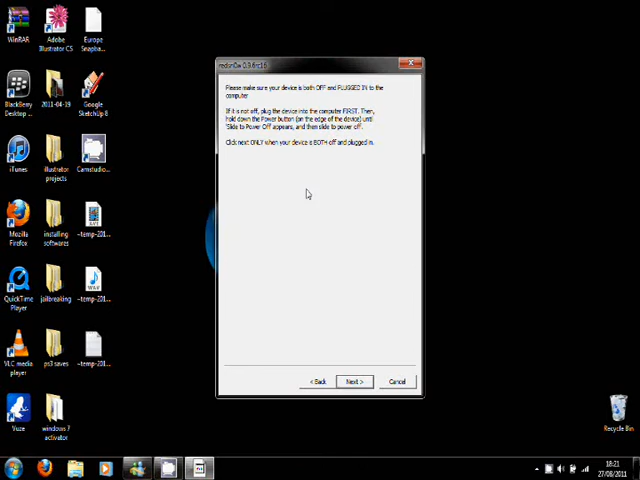 WinRAR
Adobe
Illustrator CS
Europe
Snapsha...
BlackBerry
Desktop ...
2011-04-19
Google
SketchUp 8
iTunes
illustrator
projects
Camstudio...
Mozilla
Firefox
installing
softwares
~temp-201...
QuickTime
Player
jailbreaking
~temp-201...
VLC media
player
ps3 saves
~temp-201...
Vuze
windows 7
activator
redsn0w 0.9.6rc16
Please make sure your device is both OFF and PLUGGED IN to the
computer
If it is not off, plug the device into the computer FIRST. Then,
hold down the Power button (on the edge of the device) until
'Slide to Power Off appears, and then slide to power off'.
Click next ONLY when your device is BOTH off and plugged in.
< Back
Next >
Cancel
Recycle Bin
18:21
27/08/2011